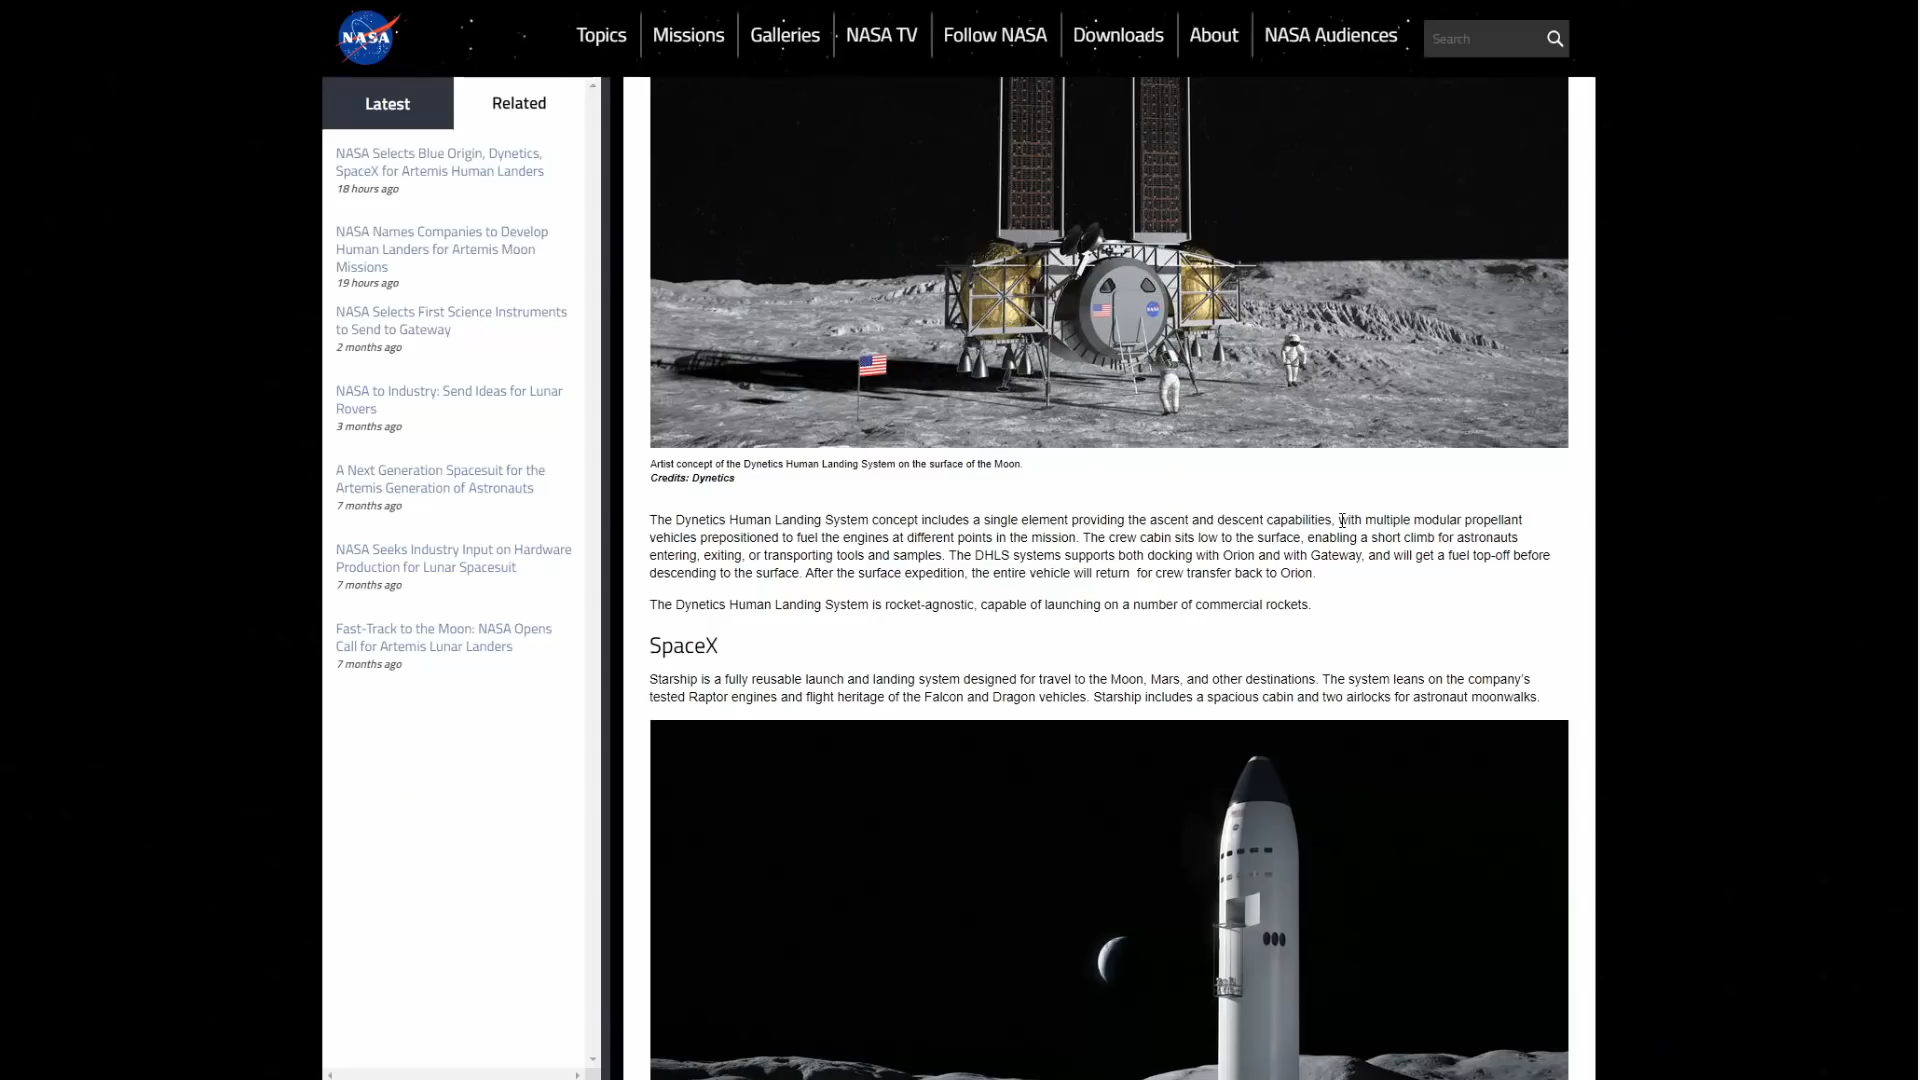 NASA
Topics
Missions
Galleries
NASA TV
Follow NASA
Downloads
About
NASA Audiences
Search
Latest
Related
NASA Selects Blue Origin, Dynetics,
SpaceX for Artemis Human Landers
18 hours ago
NASA Names Companies to Develop
Human Landers for Artemis Moon
Missions
19 hours ago
NASA Selects First Science Instruments
to Send to Gateway
2 months ago
NASA to Industry: Send Ideas for Lunar
Rovers
3 months ago
A Next Generation Spacesuit for the
Artemis Generation of Astronauts
7 months ago
NASA Seeks Industry Input on Hardware
Production for Lunar Spacesuit
7 months ago
Fast-Track to the Moon: NASA Opens
Call for Artemis Lunar Landers
7 months ago
Artist concept of the Dynetics Human Landing System on the surface of the Moon.
Credits: Dynetics
The Dynetics Human Landing System concept includes a single element providing the ascent and descent capabilities, with multiple modular propellant
vehicles prepositioned to fuel the engines at different points in the mission. The crew cabin sits low to the surface, enabling a short climb for astronauts
entering, exiting, or transporting tools and samples. The DHLS systems supports both docking with Orion and with Gateway, and will get a fuel top-off before
descending to the surface. After the surface expedition, the entire vehicle will return for crew transfer back to Orion.
The Dynetics Human Landing System is rocket-agnostic, capable of launching on a number of commercial rockets.
SpaceX
Starship is a fully reusable launch and landing system designed for travel to the Moon, Mars, and other destinations. The system leans on the company's
tested Raptor engines and flight heritage of the Falcon and Dragon vehicles. Starship includes a spacious cabin and two airlocks for astronaut moonwalks.